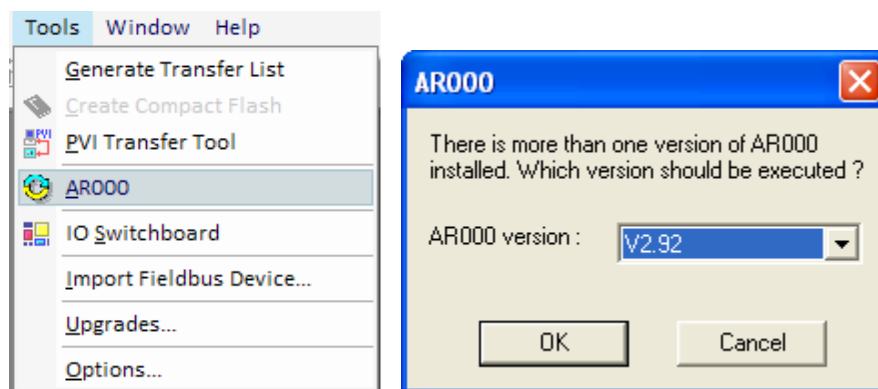 Tools Window Help
Generate Transfer List
Create Compact Flash
PVI Transfer Tool
AR000
IO Switchboard
Import Fieldbus Device...
Upgrades...
Options...
AR000
There is more than one version of AR000
installed. Which version should be executed ?
AR000 version : V2.92
OK Cancel